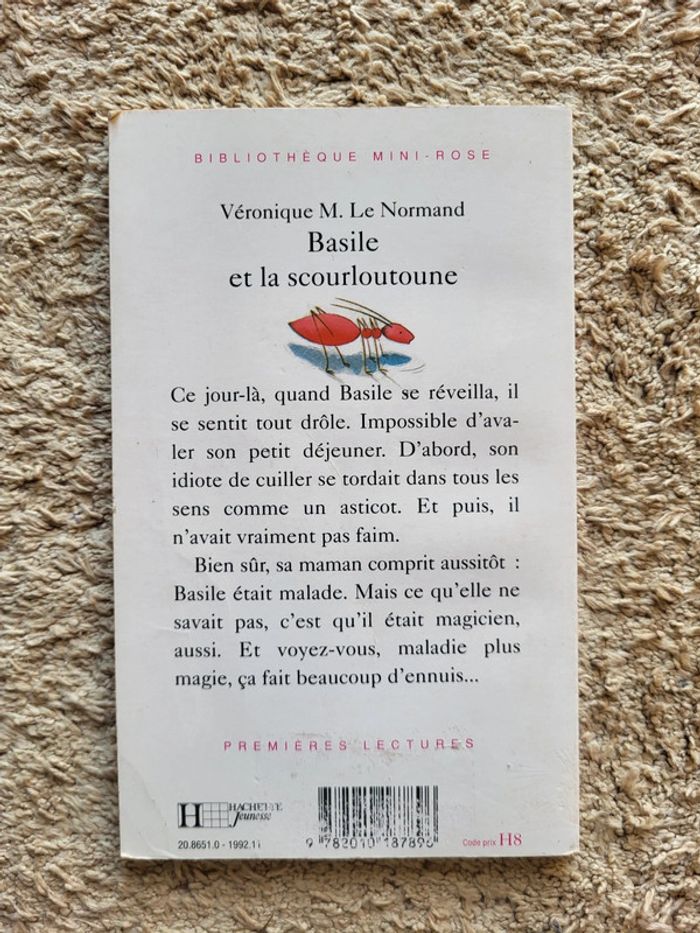 BIBLIOTHÈQUE MINI-ROSE
Véronique M. Le Normand
Basile
et la scourloutoune
Ce jour-là, quand Basile se réveilla, il
se sentit tout drôle. Impossible d'ava-
ler son petit déjeuner. D'abord, son
idiote de cuiller se tordait dans tous les
sens comme un asticot. Et puis, il
n'avait vraiment pas faim.
Bien sûr, sa maman comprit aussitôt :
Basile était malade. Mais ce qu'elle ne
savait pas, c'est qu'il était magicien,
aussi. Et voyez-vous, maladie plus
magie, ça fait beaucoup d'ennuis...
PREMIÈRES LECTURES
H HACHETTE
Jeunesse
20.8651.0 - 1992.11
9 782010 187896
Code prix H8